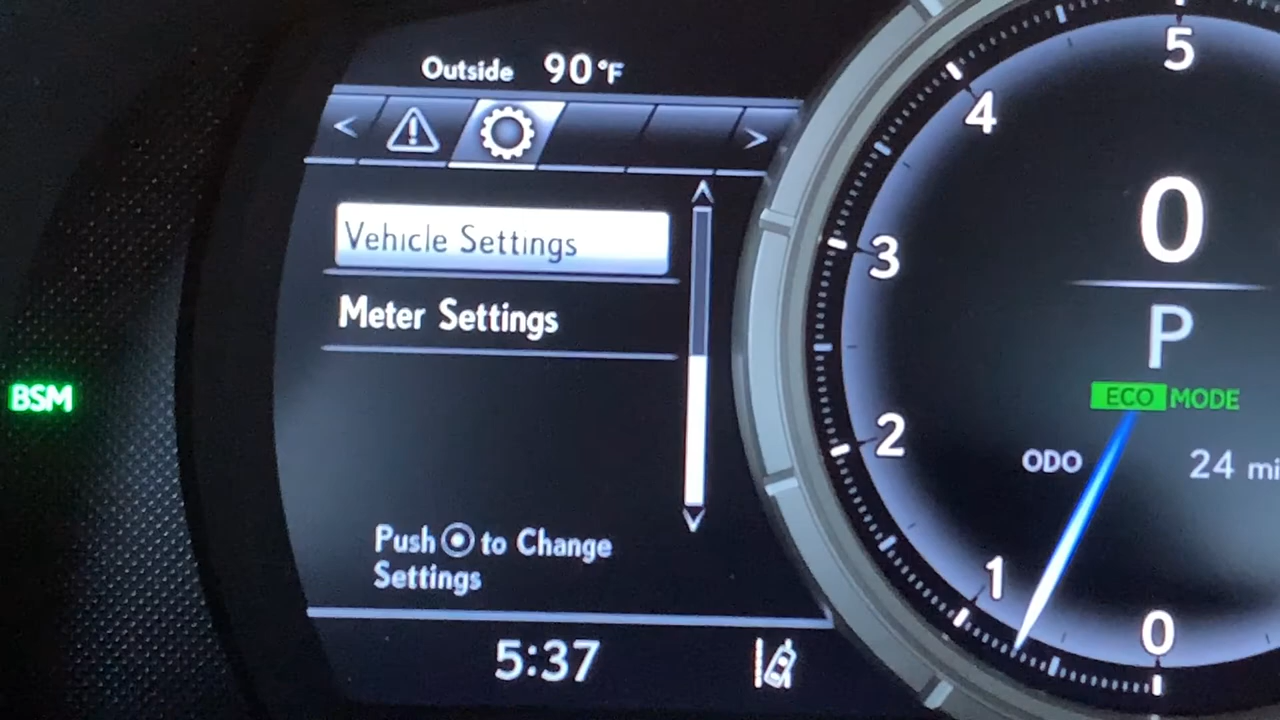 Outside 90°F
Vehicle Settings
Meter Settings
Push to Change
Settings
5:37
BSM
5
4
3
2
1
0
0
P
ECO MODE
ODO 24 mi